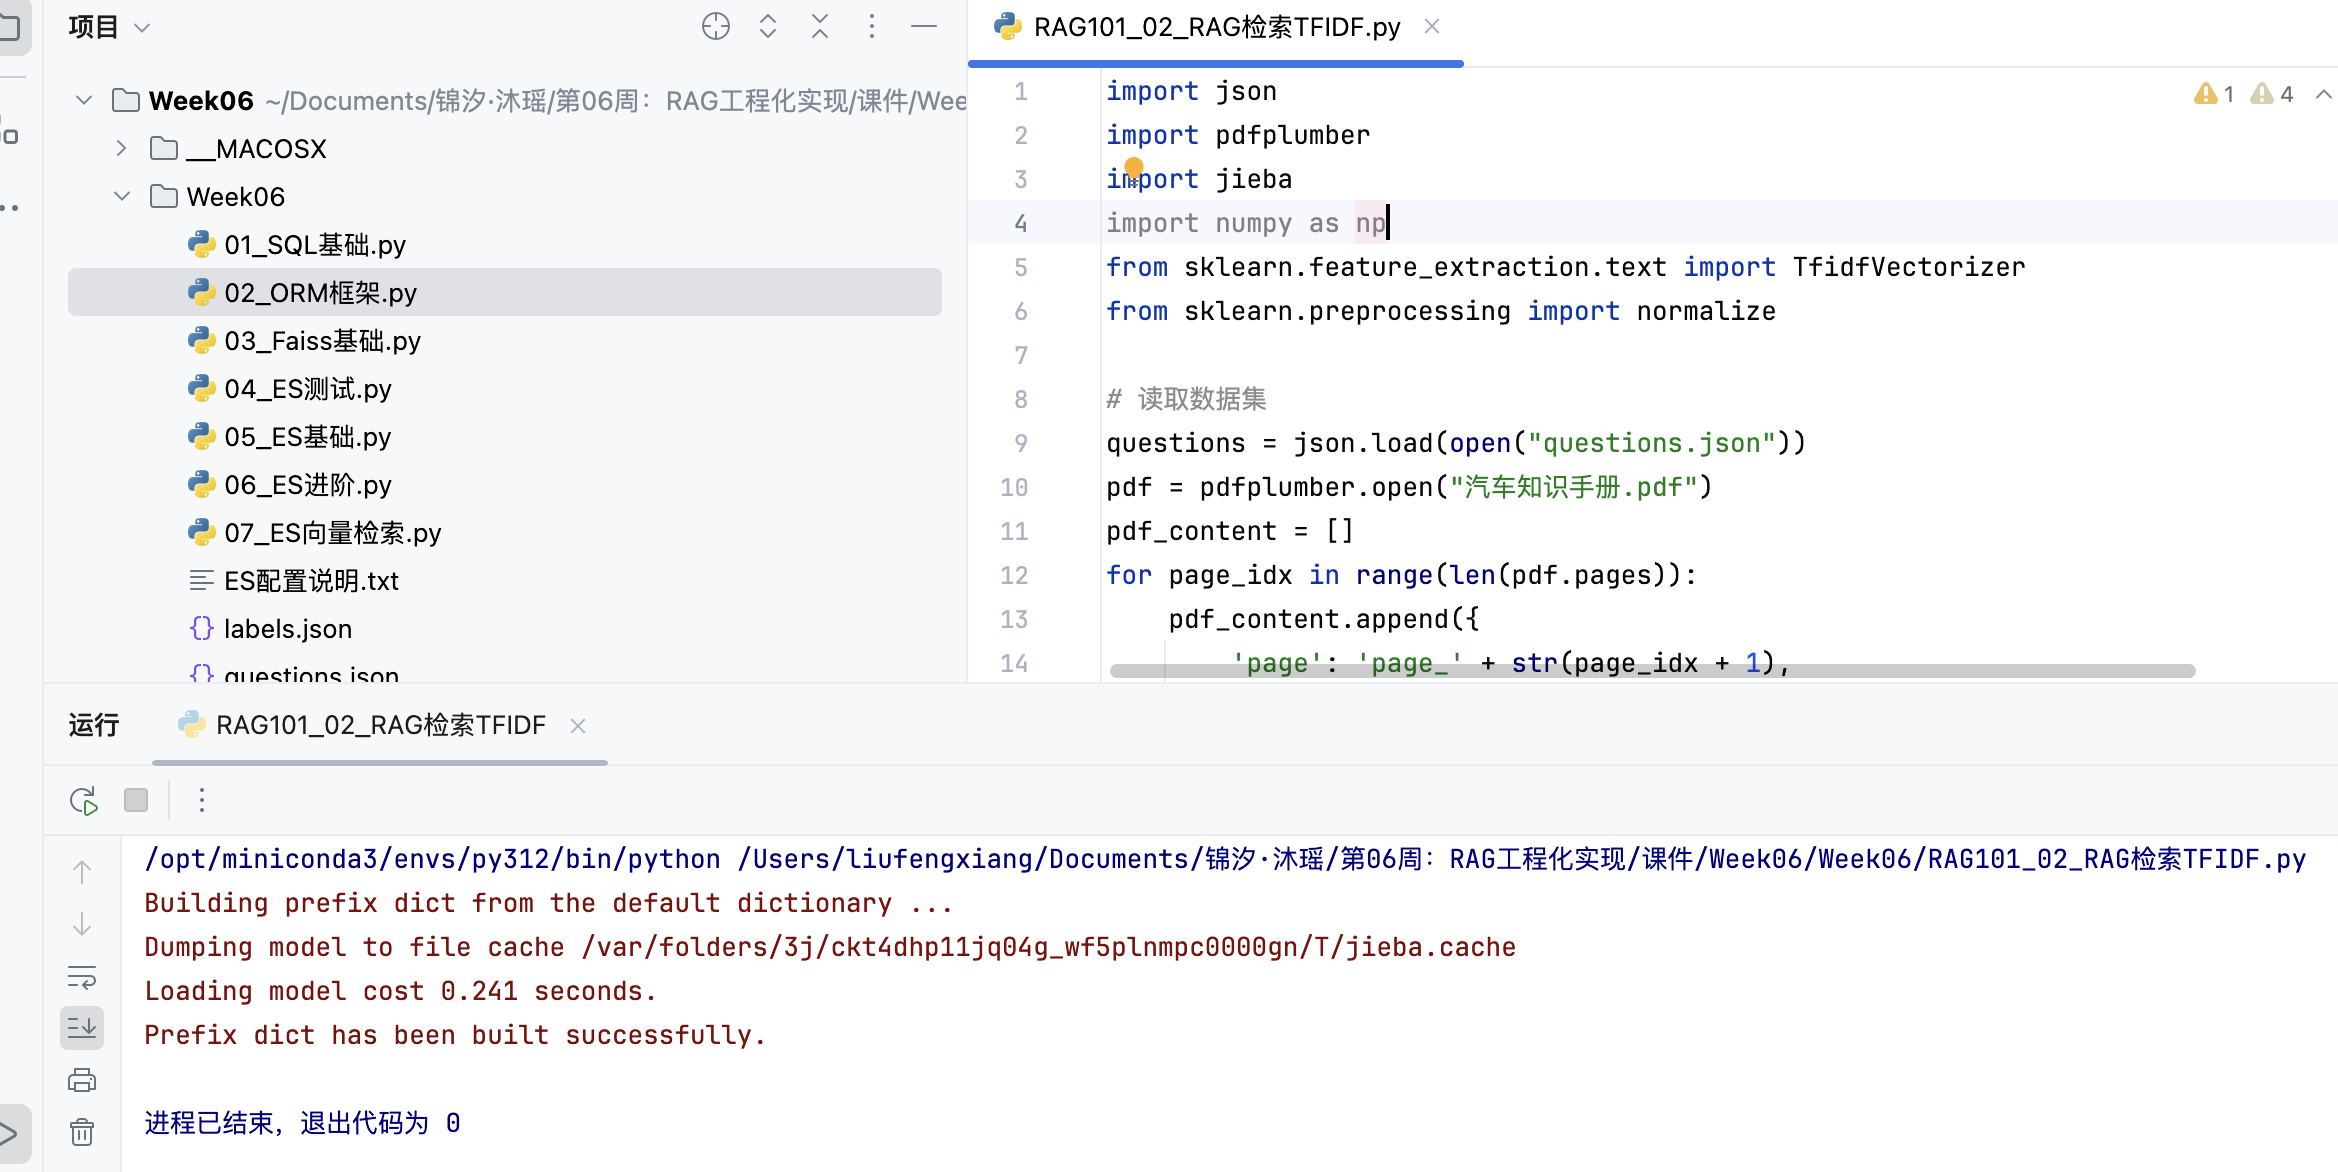 项目
Week06 ~/Documents/锦汐·沐瑶/第06周：RAG工程化实现/课件/Wee
__MACOSX
Week06
01_SQL基础.py
02_ORM框架.py
03_Faiss基础.py
04_ES测试.py
05_ES基础.py
06_ES进阶.py
07_ES向量检索.py
ES配置说明.txt
labels.json
questions.json
RAG101_02_RAG检索TFIDF.py
1 4
1 import json
2 import pdfplumber
3 import jieba
4 import numpy as np
5 from sklearn.feature_extraction.text import TfidfVectorizer
6 from sklearn.preprocessing import normalize
7
8 # 读取数据集
9 questions = json.load(open("questions.json"))
10 pdf = pdfplumber.open("汽车知识手册.pdf")
11 pdf_content = []
12 for page_idx in range(len(pdf.pages)):
13     pdf_content.append({
14         'page': 'page_' + str(page_idx + 1),
运行 RAG101_02_RAG检索TFIDF
/opt/miniconda3/envs/py312/bin/python /Users/liufengxiang/Documents/锦汐·沐瑶/第06周：RAG工程化实现/课件/Week06/Week06/RAG101_02_RAG检索TFIDF.py
Building prefix dict from the default dictionary ...
Dumping model to file cache /var/folders/3j/ckt4dhp11jq04g_wf5plnmpc0000gn/T/jieba.cache
Loading model cost 0.241 seconds.
Prefix dict has been built successfully.
进程已结束，退出代码为 0